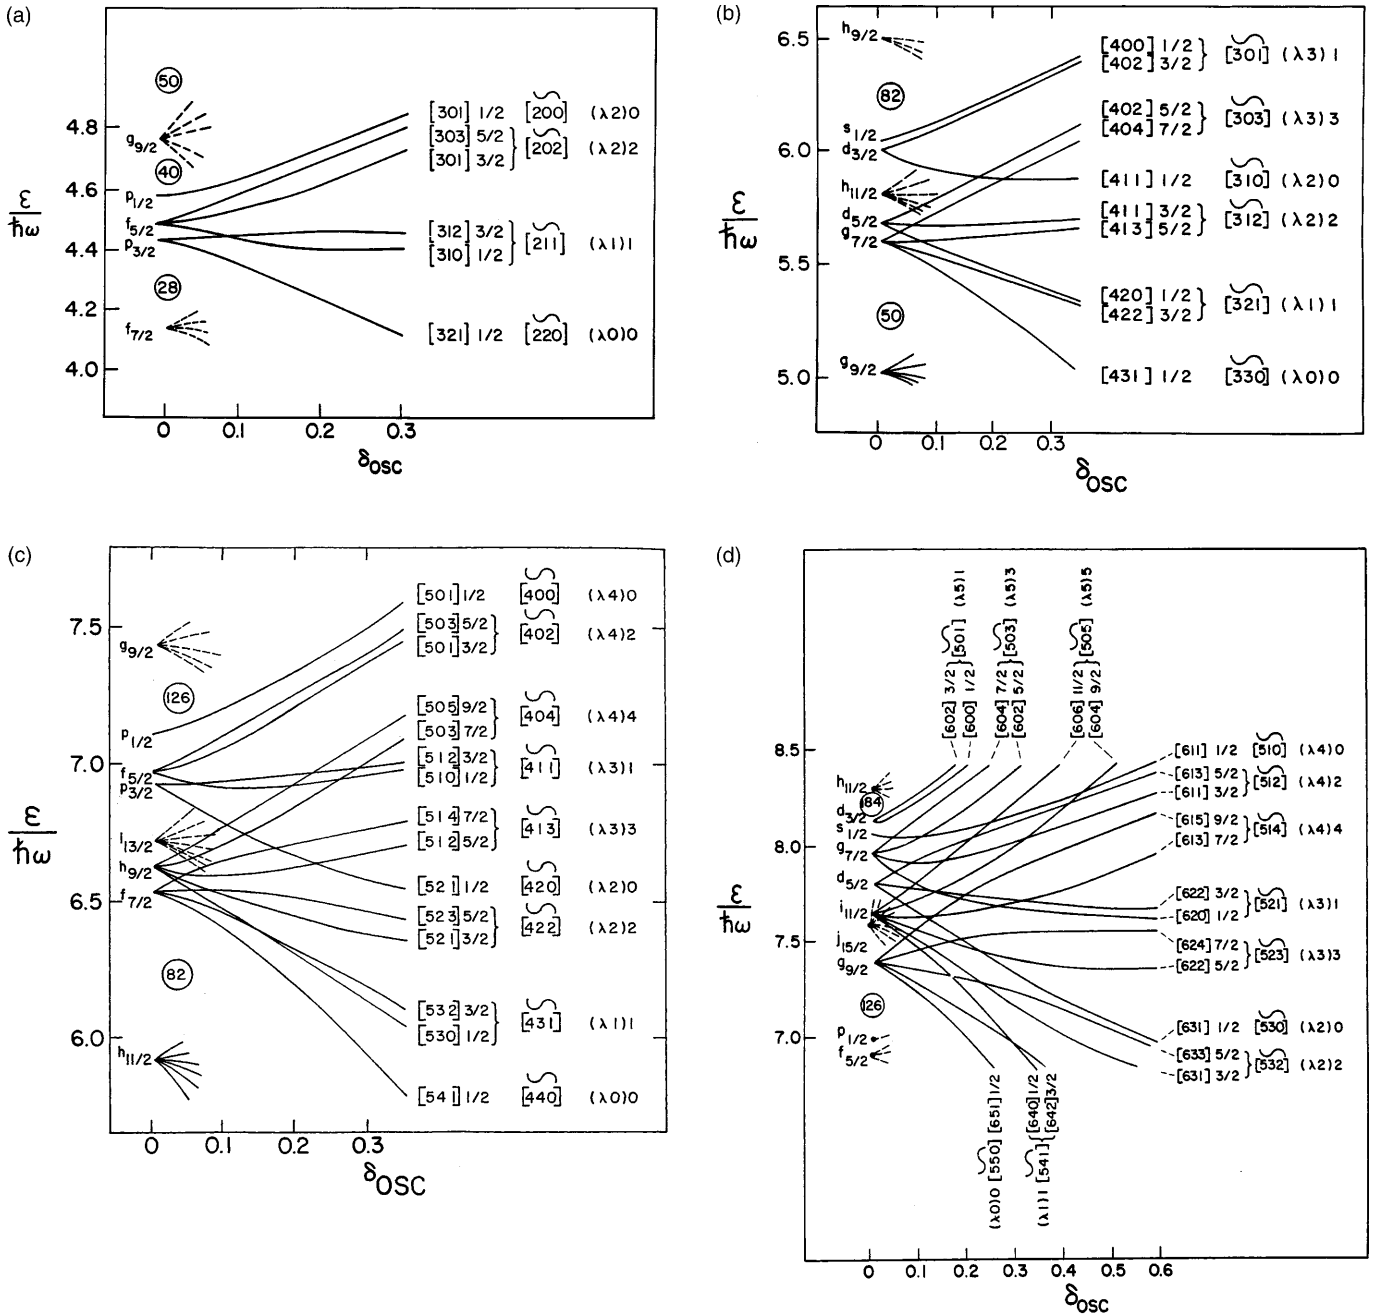 (a)
50
4.8
g9/2
40
4.6
p1/2
f5/2
4.4
p3/2
28
4.2
f7/2
4.0
ε/ħω
[301] 1/2 [200] (λ2)0
[303] 5/2
[301] 3/2 } [202] (λ2)2
[312] 3/2
[310] 1/2 } [211] (λ1)1
[321] 1/2 [220] (λ0)0
0 0.1 0.2 0.3
δOSC
(b)
6.5
h9/2
82
s1/2
6.0
d3/2
h11/2
d5/2
g7/2
5.5
50
g9/2
5.0
ε/ħω
[400] 1/2
[402] 3/2 } [301] (λ3)1
[402] 5/2
[404] 7/2 } [303] (λ3)3
[411] 1/2 [310] (λ2)0
[411] 3/2
[413] 5/2 } [312] (λ2)2
[420] 1/2
[422] 3/2 } [321] (λ1)1
[431] 1/2 [330] (λ0)0
0 0.1 0.2 0.3
δOSC
(c)
7.5
g9/2
126
p1/2
7.0
f5/2
p3/2
i13/2
h9/2
6.5
f7/2
82
6.0
h11/2
ε/ħω
[501] 1/2 [400] (λ4)0
[503] 5/2
[501] 3/2 } [402] (λ4)2
[505] 9/2
[503] 7/2 } [404] (λ4)4
[512] 3/2
[510] 1/2 } [411] (λ3)1
[514] 7/2
[512] 5/2 } [413] (λ3)3
[521] 1/2 [420] (λ2)0
[523] 5/2
[521] 3/2 } [422] (λ2)2
[532] 3/2
[530] 1/2 } [431] (λ1)1
[541] 1/2 [440] (λ0)0
0 0.1 0.2 0.3
δOSC
(d)
[602] 3/2
[600] 1/2 } [501] (λ5)1
[604] 7/2
[602] 5/2 } [503] (λ5)3
[606] 11/2
[604] 9/2 } [505] (λ5)5
8.5
h11/2
184
d3/2
s1/2
8.0
g7/2
d5/2
i11/2
7.5
j15/2
g9/2
126
7.0
p1/2
f5/2
ε/ħω
[611] 1/2 [510] (λ4)0
[613] 5/2
[611] 3/2 } [512] (λ4)2
[615] 9/2
[613] 7/2 } [514] (λ4)4
[622] 3/2
[620] 1/2 } [521] (λ3)1
[624] 7/2
[622] 5/2 } [523] (λ3)3
[631] 1/2 [530] (λ2)0
[633] 5/2
[631] 3/2 } [532] (λ2)2
(λ0)0 [550] [651] 1/2
(λ1)1 [541] { [640] 1/2
[642] 3/2
0 0.1 0.2 0.3 0.4 0.5 0.6
δOSC